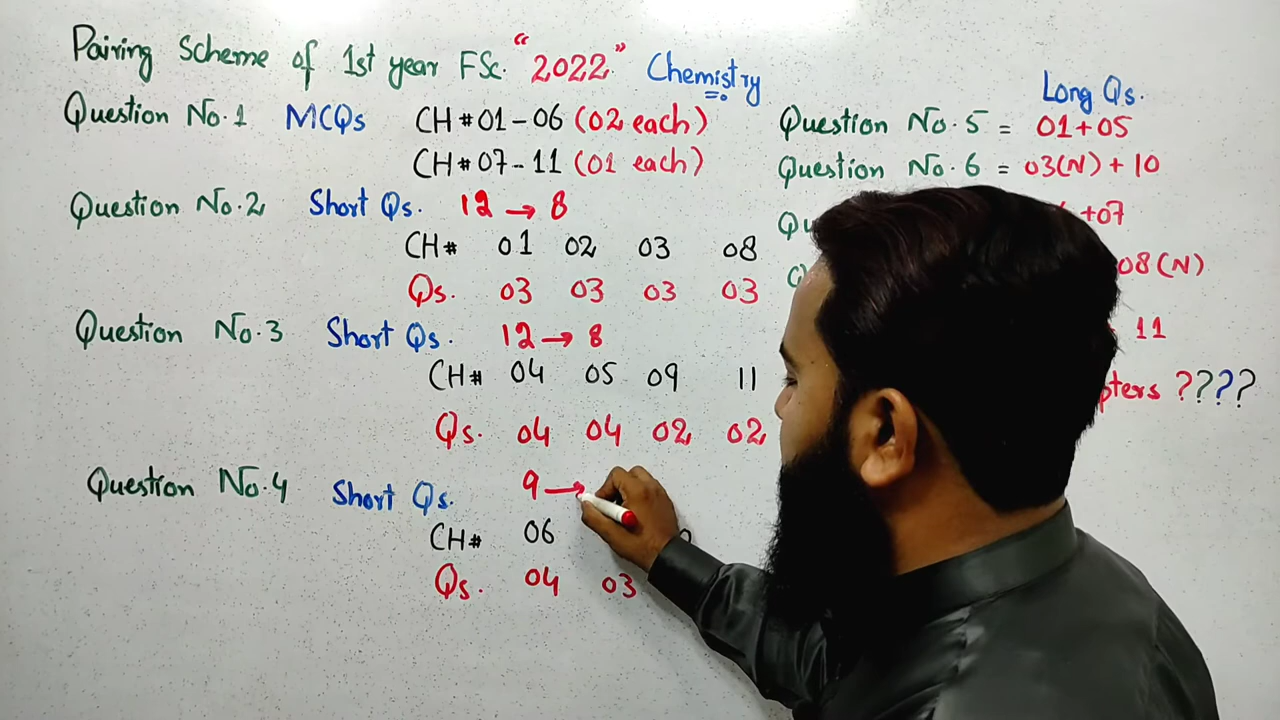 Pairing Scheme of 1st year FSc. "2022" Chemistry
Question No.1 MCQs CH#01-06 (02 each)
CH#07-11 (01 each)
Question No.2 Short Qs. 12→8
CH# 01 02 03 08
Qs. 03 03 03 03
Question No.3 Short Qs. 12→8
CH# 04 05 09 11
Qs. 04 04 02 02
Question No.4 Short Qs. 9→
CH# 06
Qs. 04 03
Long Qs.
Question No.5 = 01+05
Question No.6 = 03(N)+10
+07
08(N)
11
????